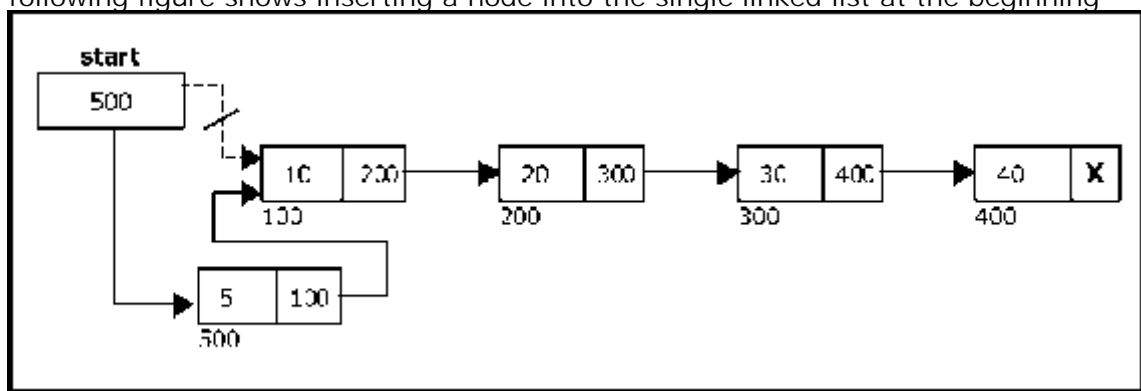 following figure shows inserting a node into the single linked list at the beginning
start
500
10 200 20 300 30 400 40 X
100 200 300 400
5 100
500